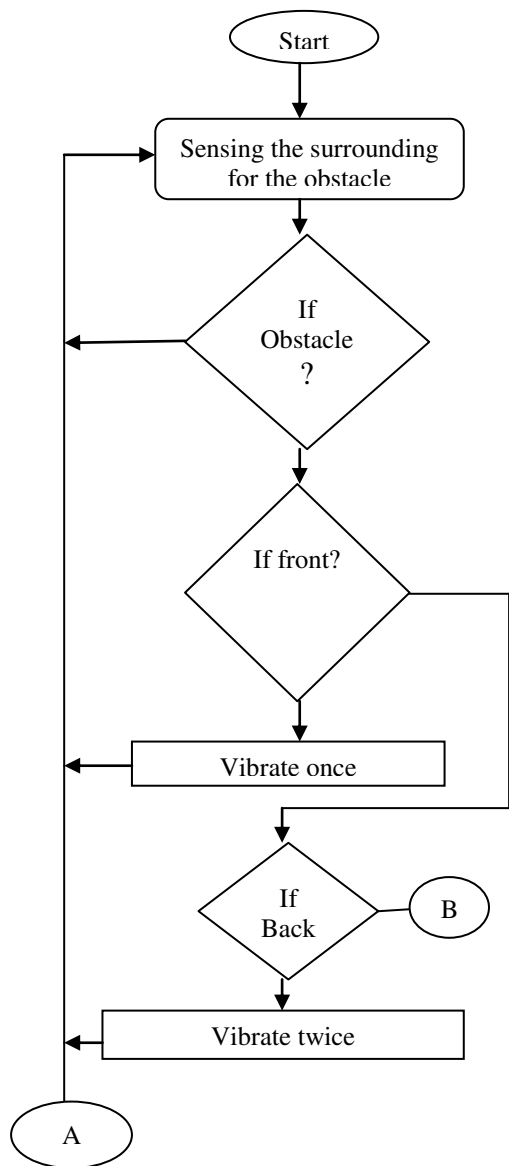 Start
Sensing the surrounding
for the obstacle
If
Obstacle
?
If front?
Vibrate once
If
Back
B
Vibrate twice
A